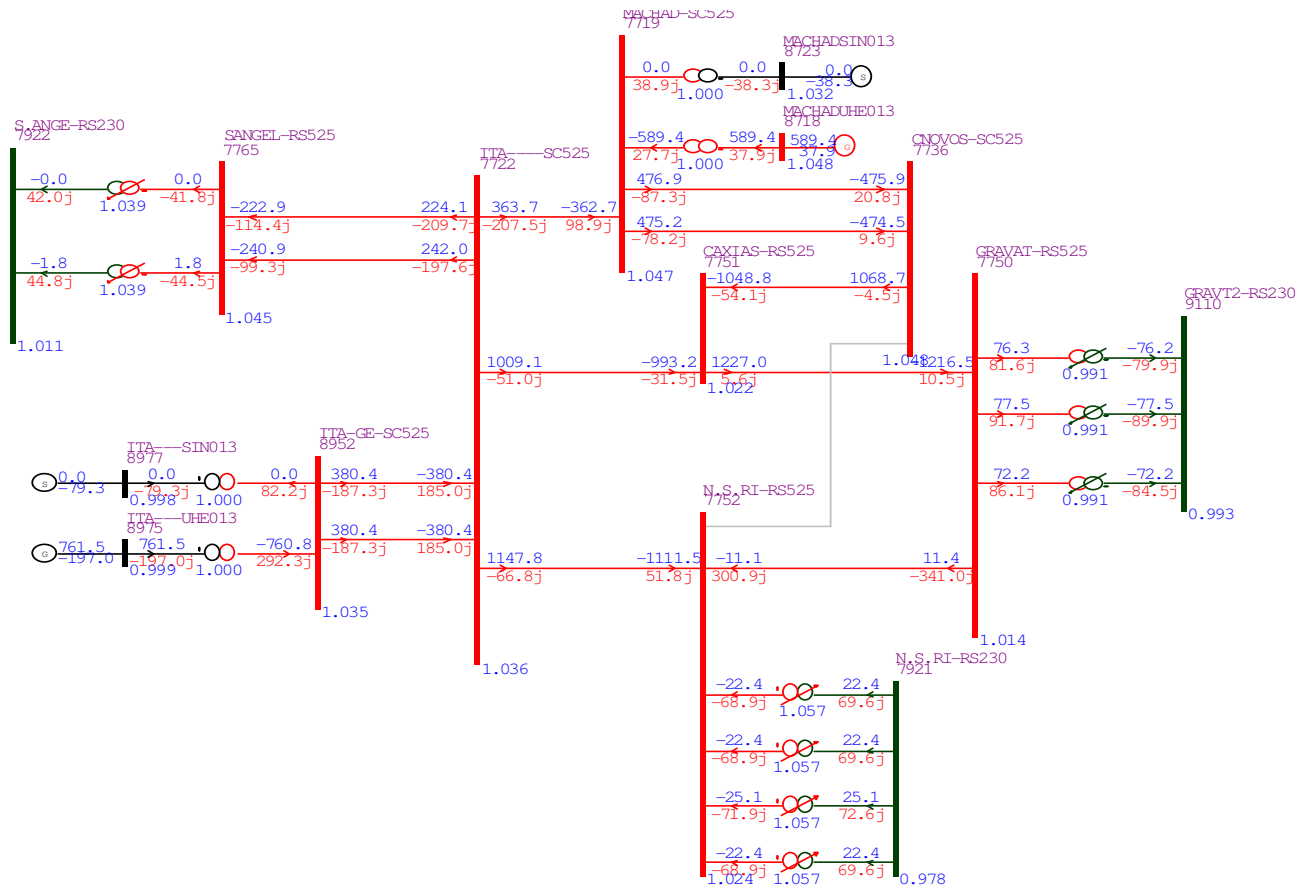 MACHAD-SC525
7719
MACHADSIN013
8723
0.0
0.0
0.0
38.9j
-38.3j
-38.3
S
1.000
1.032
MACHADUHE013
8718
-589.4
589.4
589.4
27.7j
37.9j
37.9
G
1.000
1.048
S.ANGE-RS230
7922
SANGEL-RS525
7765
ITA----SC525
7722
CNOVOS-SC525
7736
-0.0
0.0
42.0j
-41.8j
1.039
476.9
-475.9
-87.3j
20.8j
-222.9
224.1
363.7
-362.7
-114.4j
-209.7j
-207.5j
98.9j
475.2
-474.5
-78.2j
9.6j
-240.9
242.0
-99.3j
-197.6j
-1.8
1.8
44.8j
-44.5j
1.039
1.047
CAXIAS-RS525
7751
GRAVAT-RS525
7750
-1048.8
1068.7
-54.1j
-4.5j
GRAVT2-RS230
9110
1.045
1.011
1009.1
-993.2
1227.0
-1216.5
-51.0j
-31.5j
5.6j
10.5j
1.022
1.048
76.3
-76.2
81.6j
-79.9j
0.991
77.5
-77.5
91.7j
-89.9j
0.991
72.2
-72.2
86.1j
-84.5j
0.991
0.993
ITA---SIN013
8977
ITA-GE-SC525
8952
S
0.0
0.0
0.0
380.4
-380.4
-79.3
-79.3j
82.2j
-187.3j
185.0j
0.998
1.000
ITA---UHE013
8975
380.4
-380.4
-187.3j
185.0j
G
761.5
761.5
-760.8
-197.0
-197.0j
292.3j
0.999
1.000
1.035
N.S.RI-RS525
7752
1147.8
-1111.5
-11.1
11.4
-66.8j
51.8j
300.9j
-341.0j
1.014
1.036
N.S.RI-RS230
7921
-22.4
22.4
-68.9j
69.6j
1.057
-22.4
22.4
-68.9j
69.6j
1.057
-25.1
25.1
-71.9j
72.6j
1.057
-22.4
22.4
-68.9j
69.6j
1.024
1.057
0.978